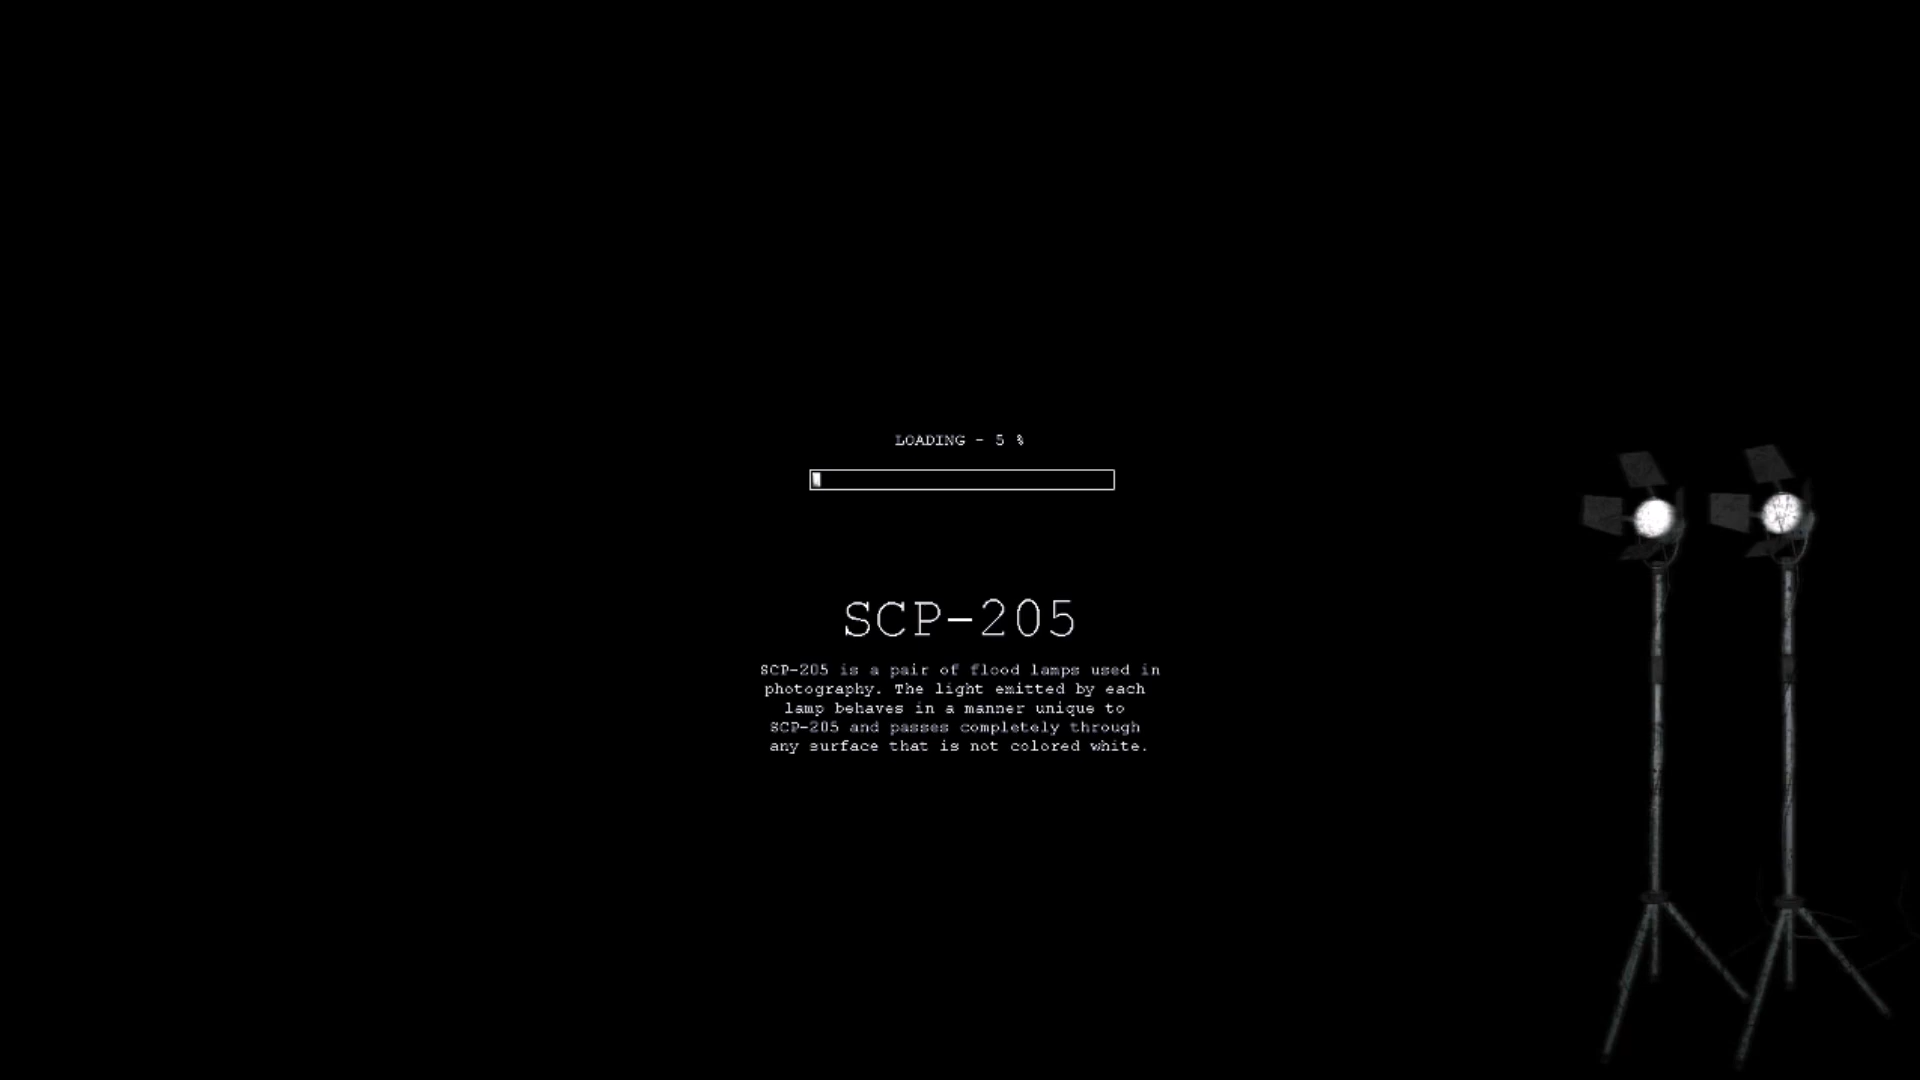 LOADING - 5 %
SCP-205
SCP-205 is a pair of flood lamps used in
photography. The light emitted by each
lamp behaves in a manner unique to
SCP-205 and passes completely through
any surface that is not colored white.